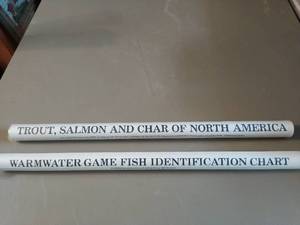 TROUT, SALMON AND CHAR OF NORTH AMERICA
WARMWATER GAME FISH IDENTIFICATION CHART